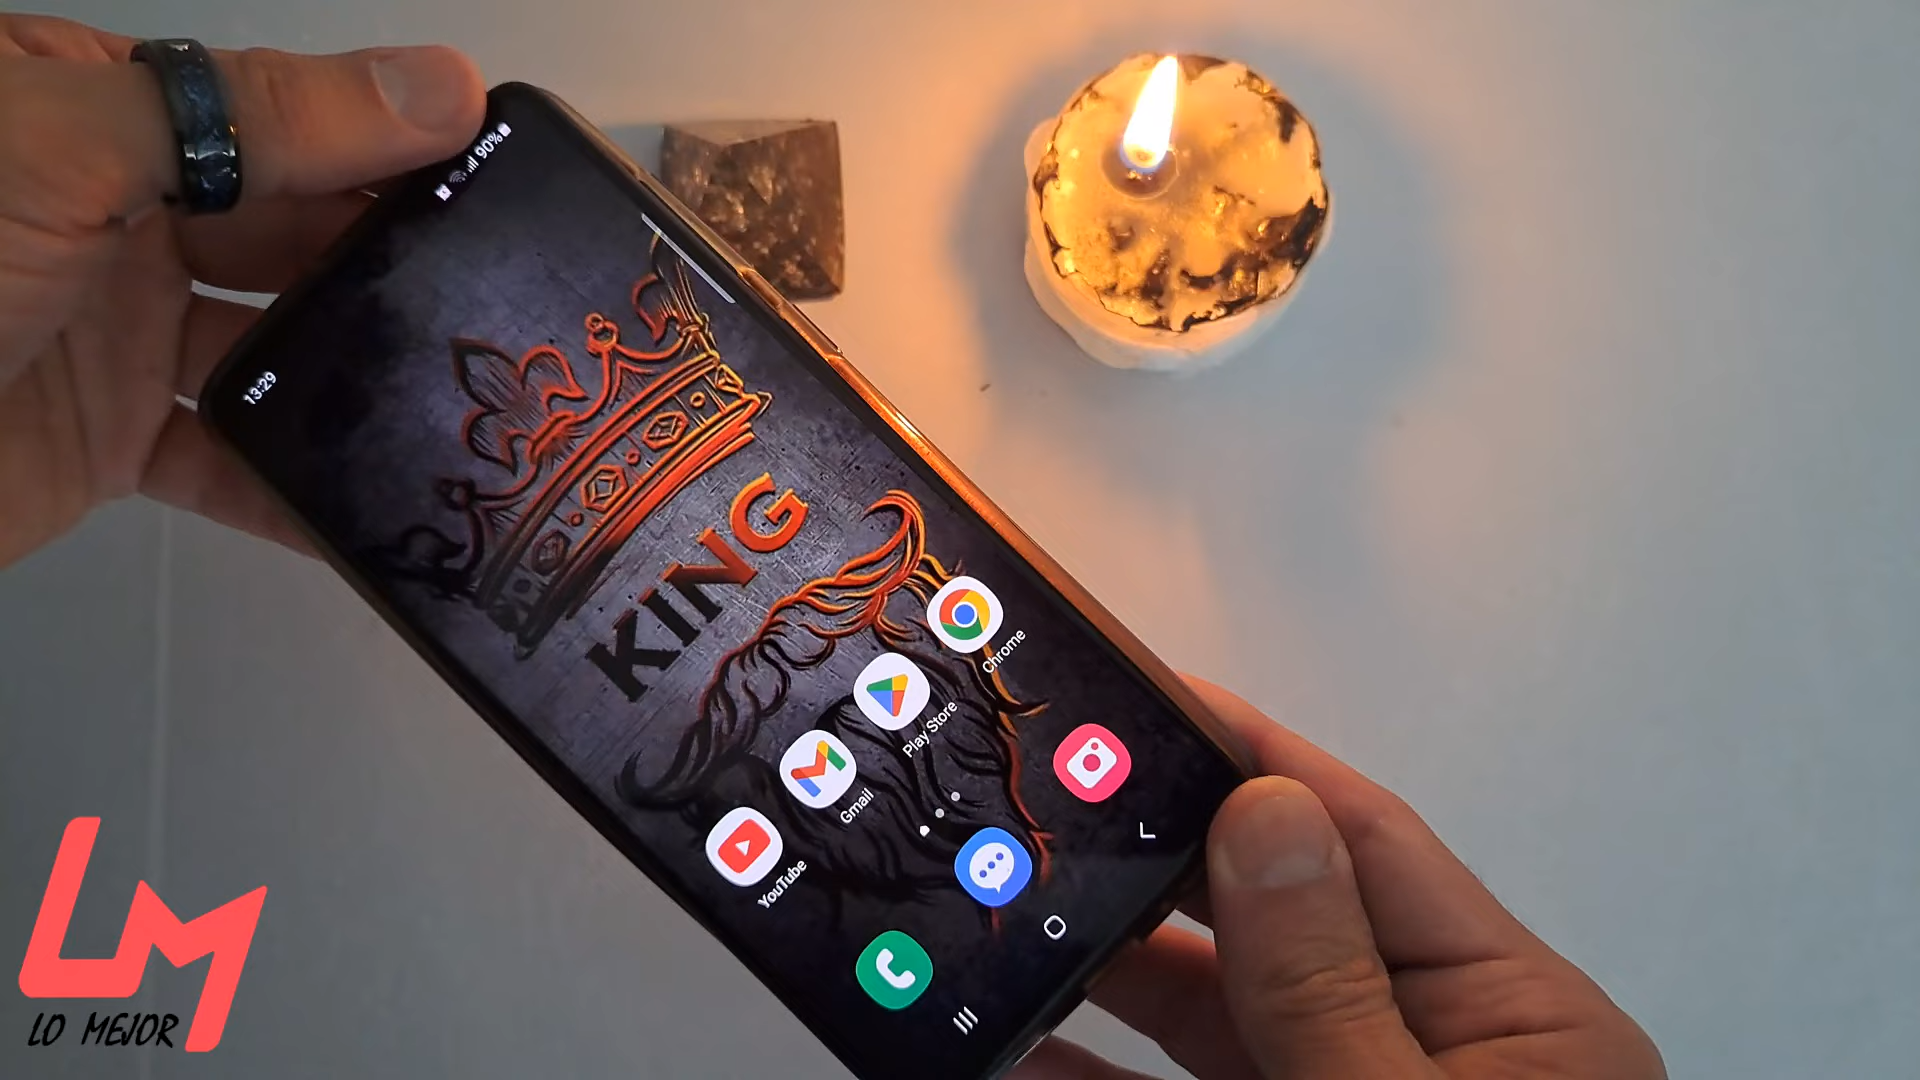 90%
13:29
KING
Chrome
Play Store
Gmail
YouTube
LM
LO MEJOR